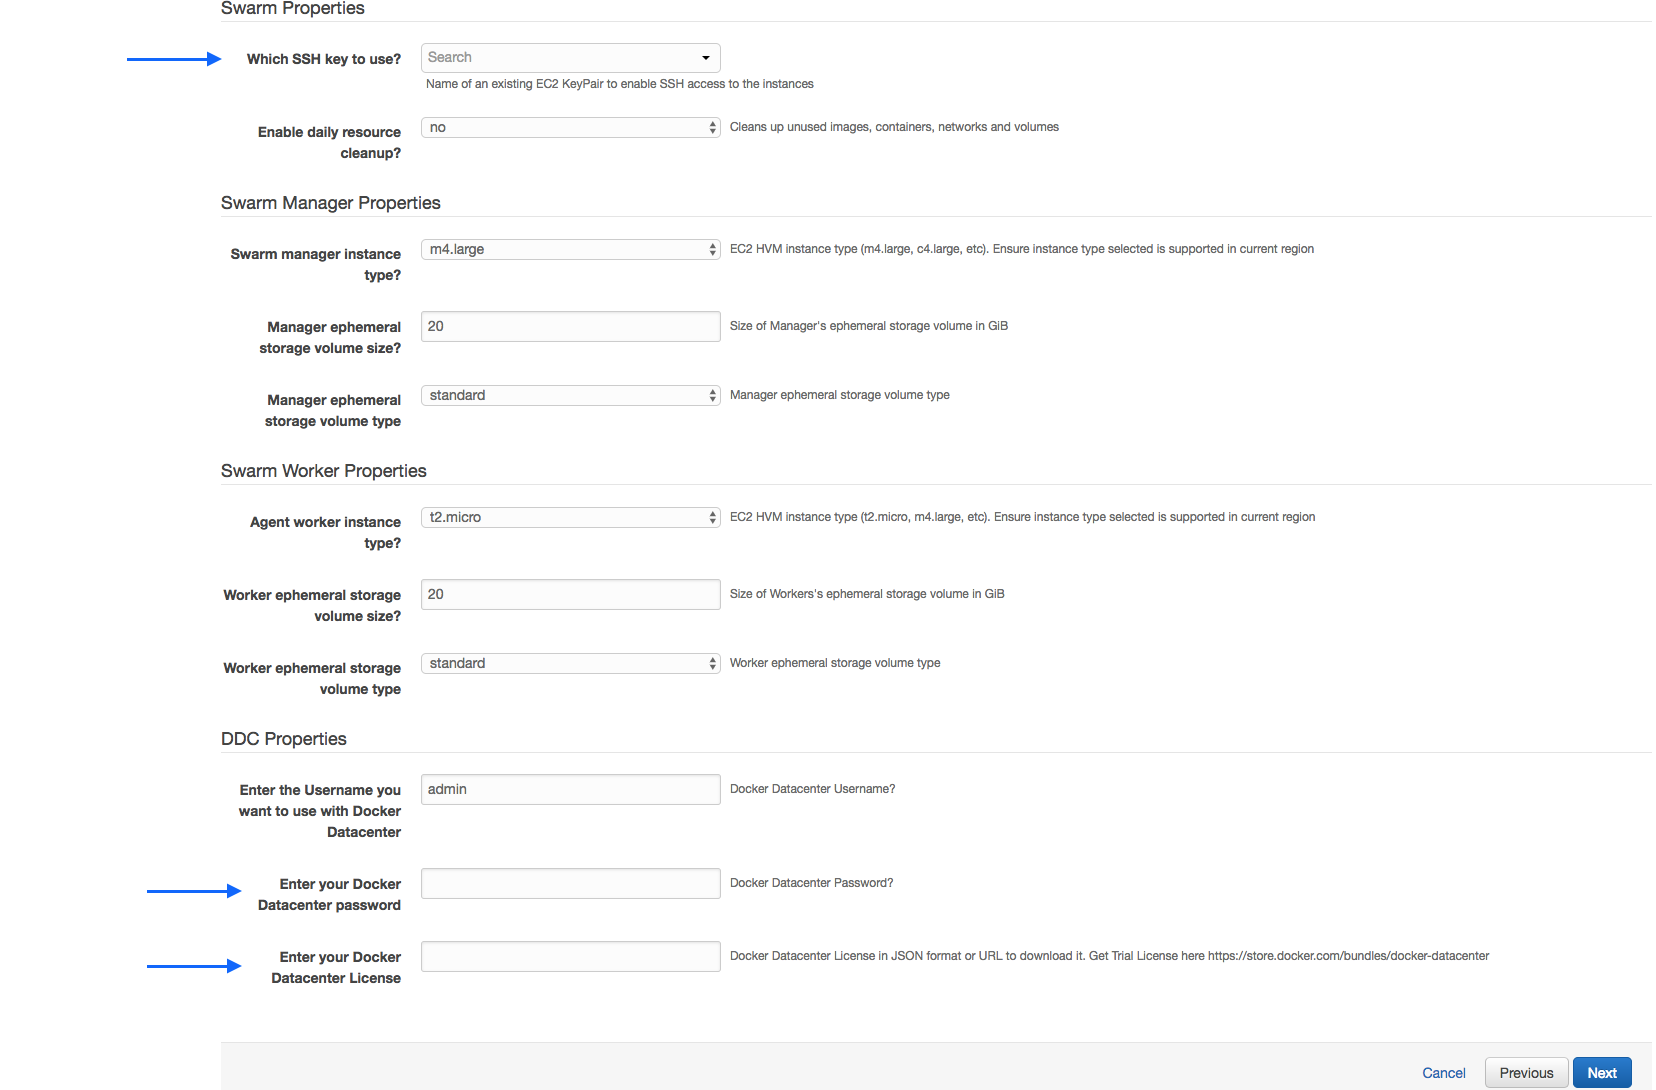 Swarm Properties
Which SSH key to use?
Search
Name of an existing EC2 KeyPair to enable SSH access to the instances
Enable daily resource
cleanup?
no
Cleans up unused images, containers, networks and volumes
Swarm Manager Properties
Swarm manager instance
type?
m4.large
EC2 HVM instance type (m4.large, c4.large, etc). Ensure instance type selected is supported in current region
Manager ephemeral
storage volume size?
20
Size of Manager's ephemeral storage volume in GiB
Manager ephemeral
storage volume type
standard
Manager ephemeral storage volume type
Swarm Worker Properties
Agent worker instance
type?
t2.micro
EC2 HVM instance type (t2.micro, m4.large, etc). Ensure instance type selected is supported in current region
Worker ephemeral storage
volume size?
20
Size of Workers's ephemeral storage volume in GiB
Worker ephemeral storage
volume type
standard
Worker ephemeral storage volume type
DDC Properties
Enter the Username you
want to use with Docker
Datacenter
admin
Docker Datacenter Username?
Enter your Docker
Datacenter password
Docker Datacenter Password?
Enter your Docker
Datacenter License
Docker Datacenter License in JSON format or URL to download it. Get Trial License here https://store.docker.com/bundles/docker-datacenter
Cancel
Previous
Next